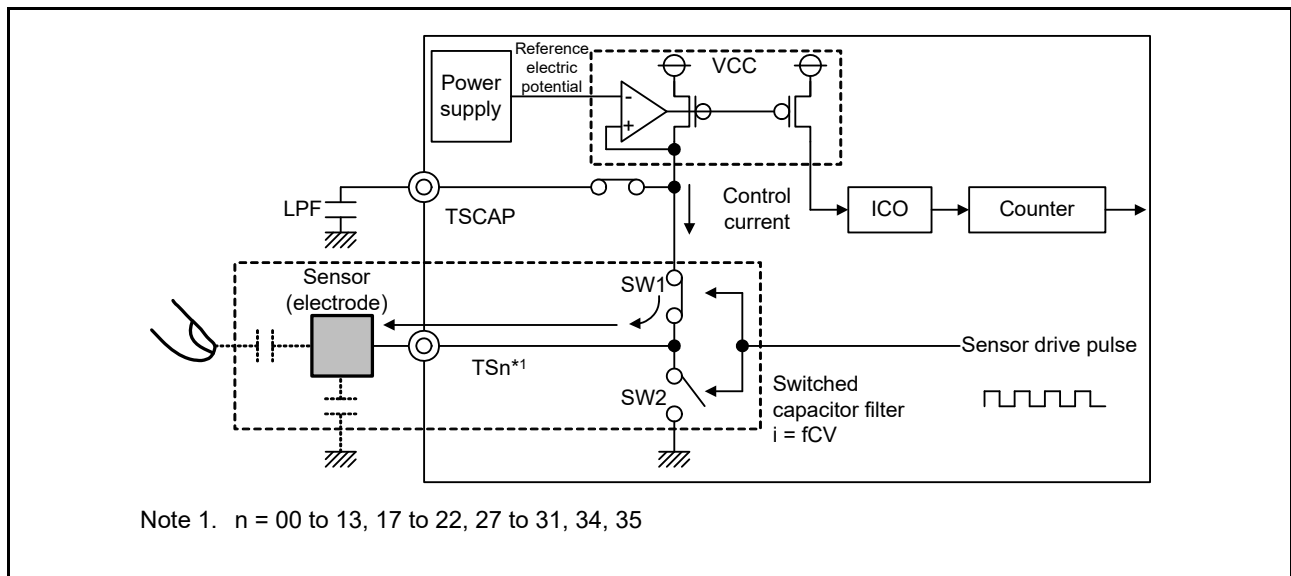 Power
supply
Reference
electric
potential
VCC
-
+
LPF
TSCAP
Control
current
ICO
Counter
Sensor
(electrode)
SW1
TSn*1
SW2
Sensor drive pulse
Switched
capacitor filter
i = fCV
Note 1. n = 00 to 13, 17 to 22, 27 to 31, 34, 35